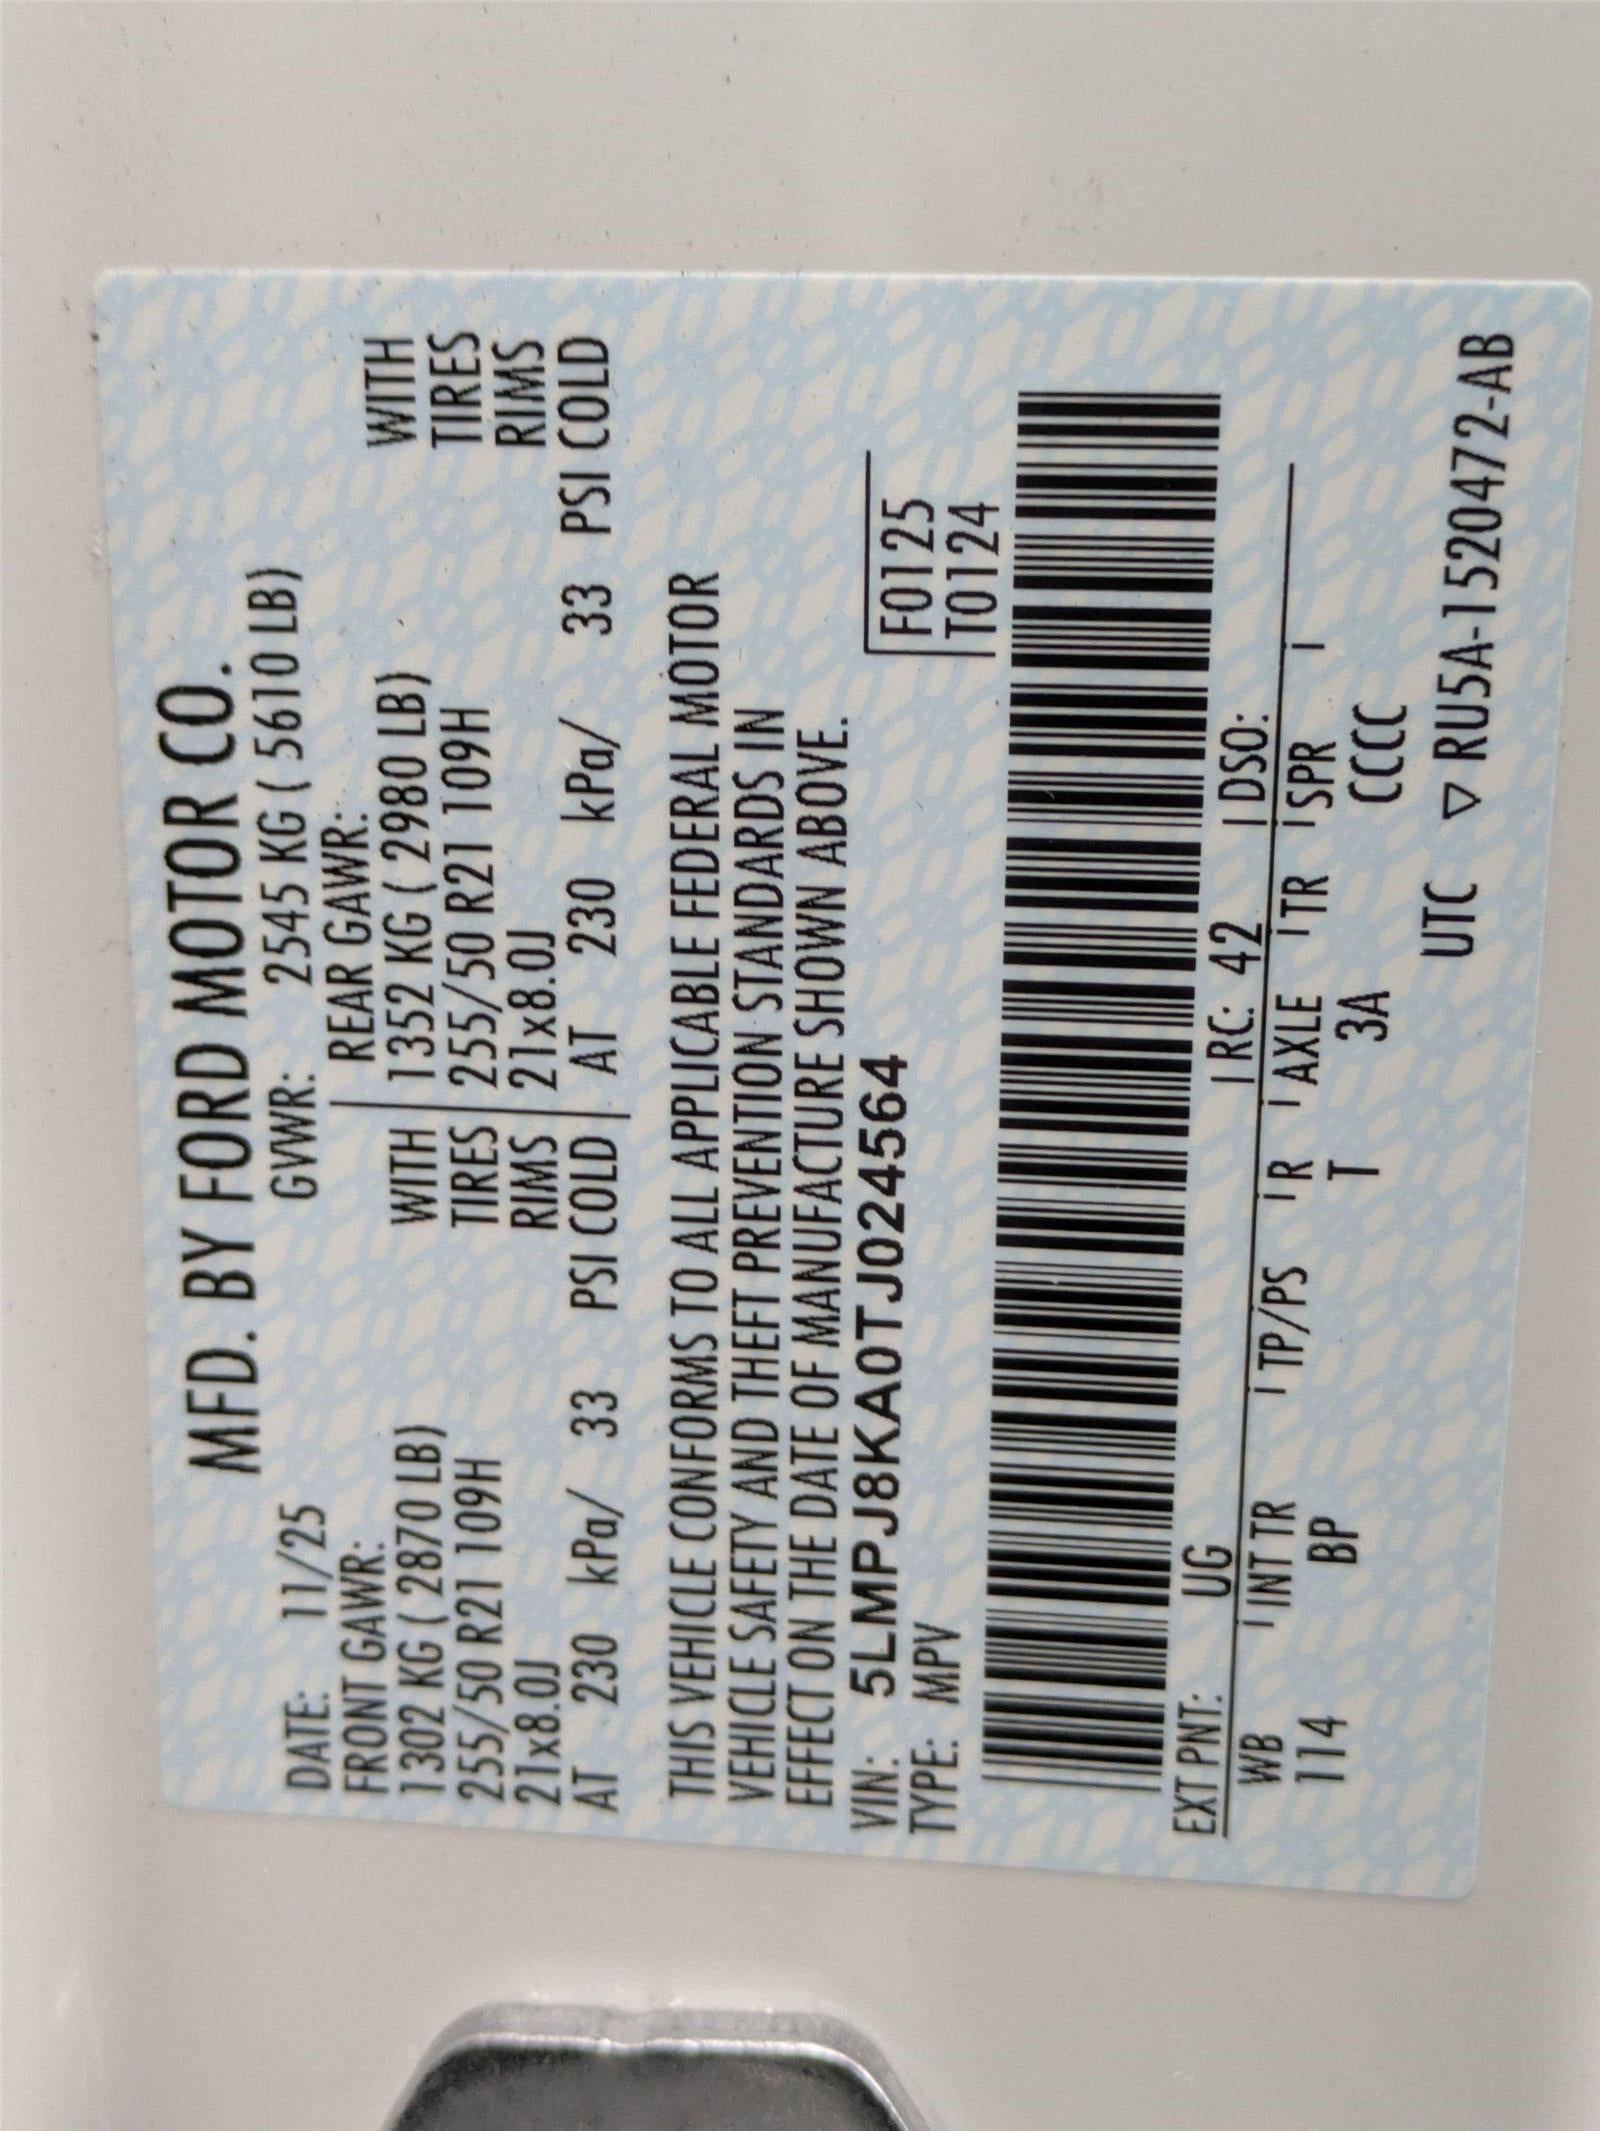 MFD. BY FORD MOTOR CO.
DATE: 11/25 GVWR: 2545 KG ( 5610 LB)
FRONT GAWR: REAR GAWR:
1302 KG ( 2870 LB) WITH 1352 KG ( 2980 LB) WITH
255/50 R21 109H TIRES 255/50 R21 109H TIRES
21x8.0J RIMS 21x8.0J RIMS
AT 230 kPa/ 33 PSI COLD AT 230 kPa/ 33 PSI COLD
THIS VEHICLE CONFORMS TO ALL APPLICABLE FEDERAL MOTOR
VEHICLE SAFETY AND THEFT PREVENTION STANDARDS IN
EFFECT ON THE DATE OF MANUFACTURE SHOWN ABOVE.
VIN: 5LMPJ8KA0TJ024564 F0125
TYPE: MPV T0124
EXT PNT: UG RC: 42 DSO:
WB INT TR TP/PS R AXLE TR SPR
114 BP T 3A CCCC
UTC ▽ RU5A-1520472-AB